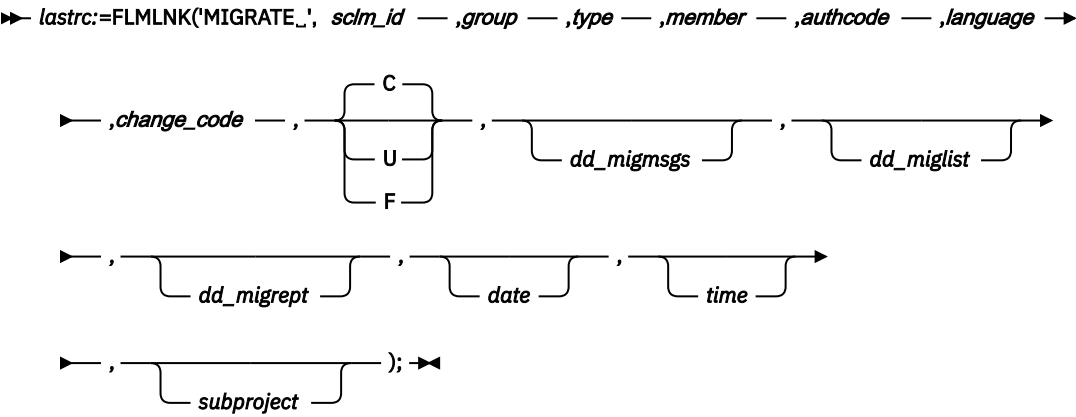 lastrc:=FLMLNK('MIGRATE␣', sclm_id ,group ,type ,member ,authcode ,language
C
,change_code , , ,
U dd_migmsgs dd_miglist
F
, , ,
dd_migrept date time
, );
subproject